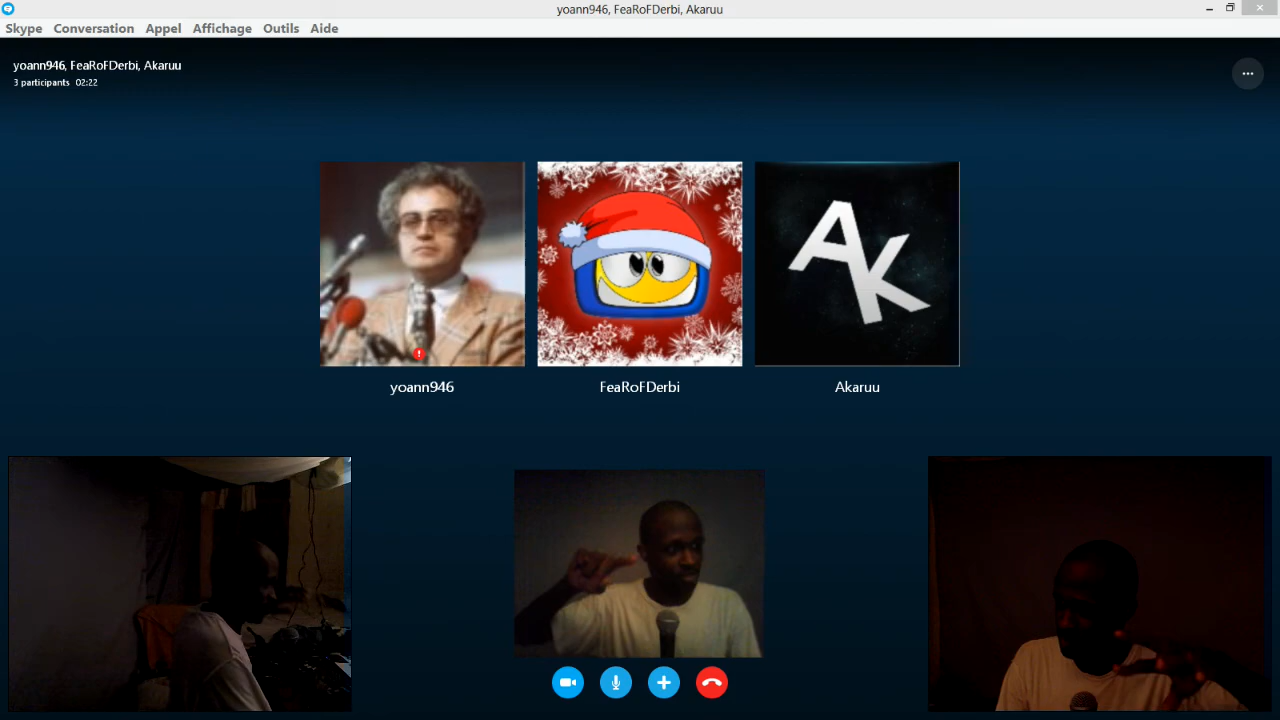 yoann946, FeaRoFDerbi, Akaruu
Skype Conversation Appel Affichage Outils Aide
yoann946, FeaRoFDerbi, Akaruu
3 participants 02:22
AK
yoann946 FeaRoFDerbi Akaruu